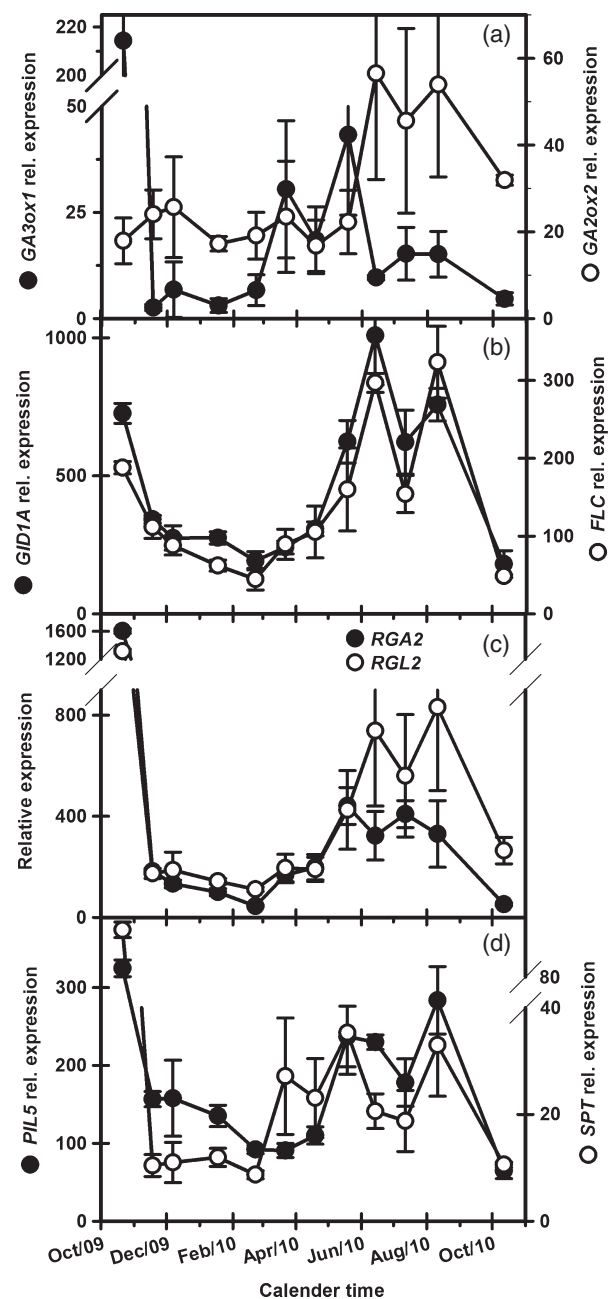 225
200
50
25
0
GA3ox1 rel. expression
(a)
60
40
20
0
GA2ox2 rel. expression
1000
500
0
GID1A rel. expression
(b)
300
200
100
0
FLC rel. expression
1600
1200
800
400
0
Relative expression
RGA2
RGL2
(c)
300
200
100
0
PIL5 rel. expression
(d)
80
40
20
0
SPT rel. expression
Oct/09 Dec/09 Feb/10 Apr/10 Jun/10 Aug/10 Oct/10
Calender time